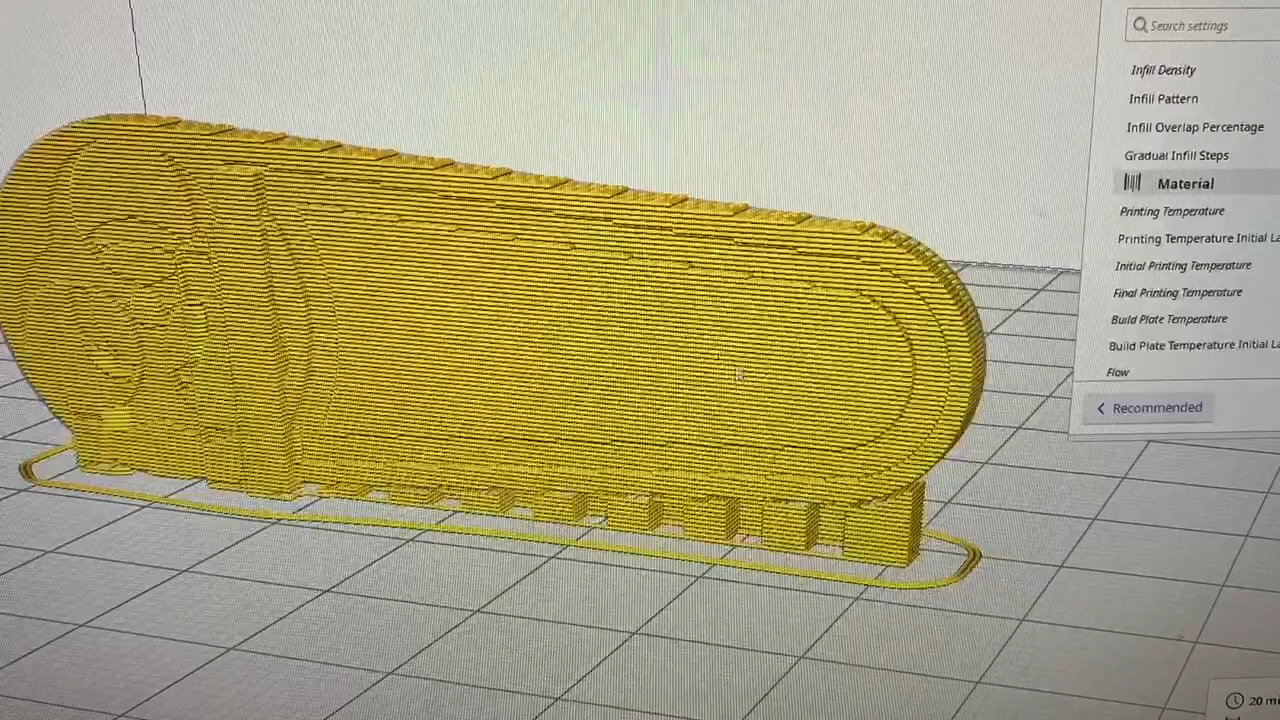 Search settings
Infill Density
Infill Pattern
Infill Overlap Percentage
Gradual Infill Steps
Material
Printing Temperature
Printing Temperature Initial
Initial Printing Temperature
Final Printing Temperature
Build Plate Temperature
Build Plate Temperature Initial
Flow
Recommended
20